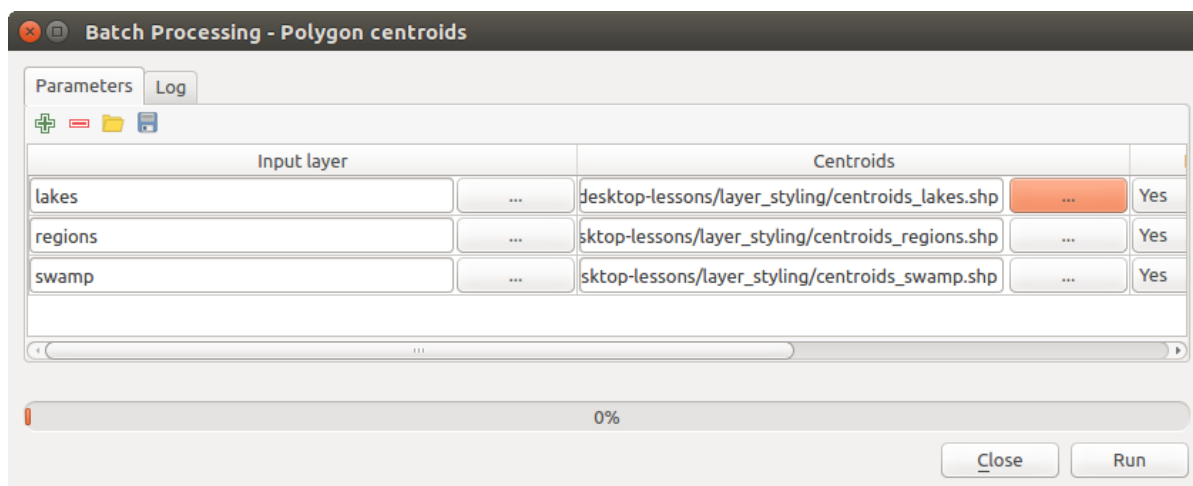 Batch Processing - Polygon centroids
Parameters Log
Input layer Centroids
lakes ... desktop-lessons/layer_styling/centroids_lakes.shp ... Yes
regions ... sktop-lessons/layer_styling/centroids_regions.shp ... Yes
swamp ... sktop-lessons/layer_styling/centroids_swamp.shp ... Yes
0%
Close Run